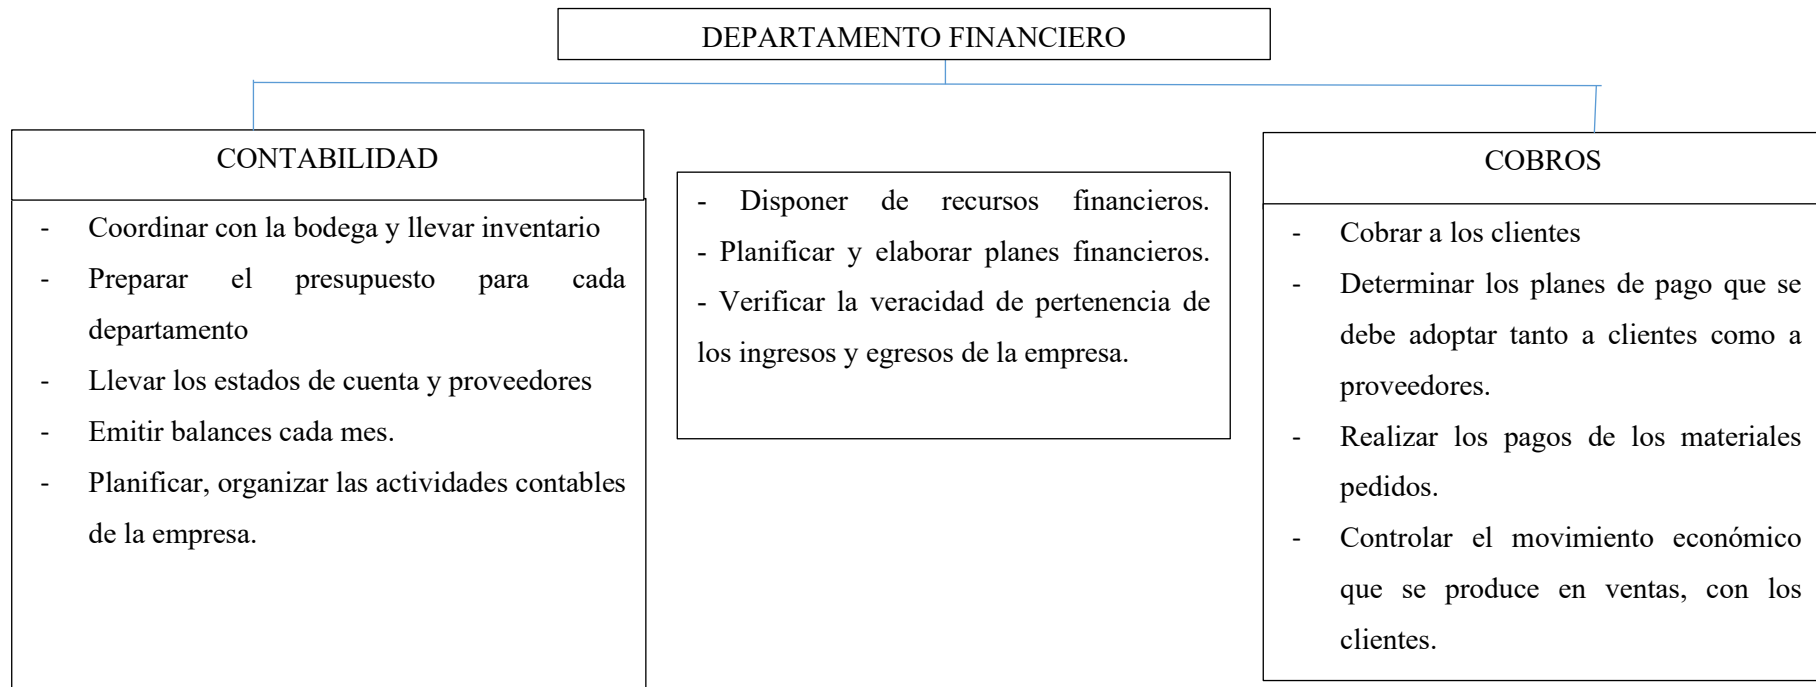 DEPARTAMENTO FINANCIERO
CONTABILIDAD
- Coordinar con la bodega y llevar inventario
- Preparar el presupuesto para cada
departamento
- Llevar los estados de cuenta y proveedores
- Emitir balances cada mes.
- Planificar, organizar las actividades contables
de la empresa.
- Disponer de recursos financieros.
- Planificar y elaborar planes financieros.
- Verificar la veracidad de pertenencia de
los ingresos y egresos de la empresa.
COBROS
- Cobrar a los clientes
- Determinar los planes de pago que se
debe adoptar tanto a clientes como a
proveedores.
- Realizar los pagos de los materiales
pedidos.
- Controlar el movimiento económico
que se produce en ventas, con los
clientes.